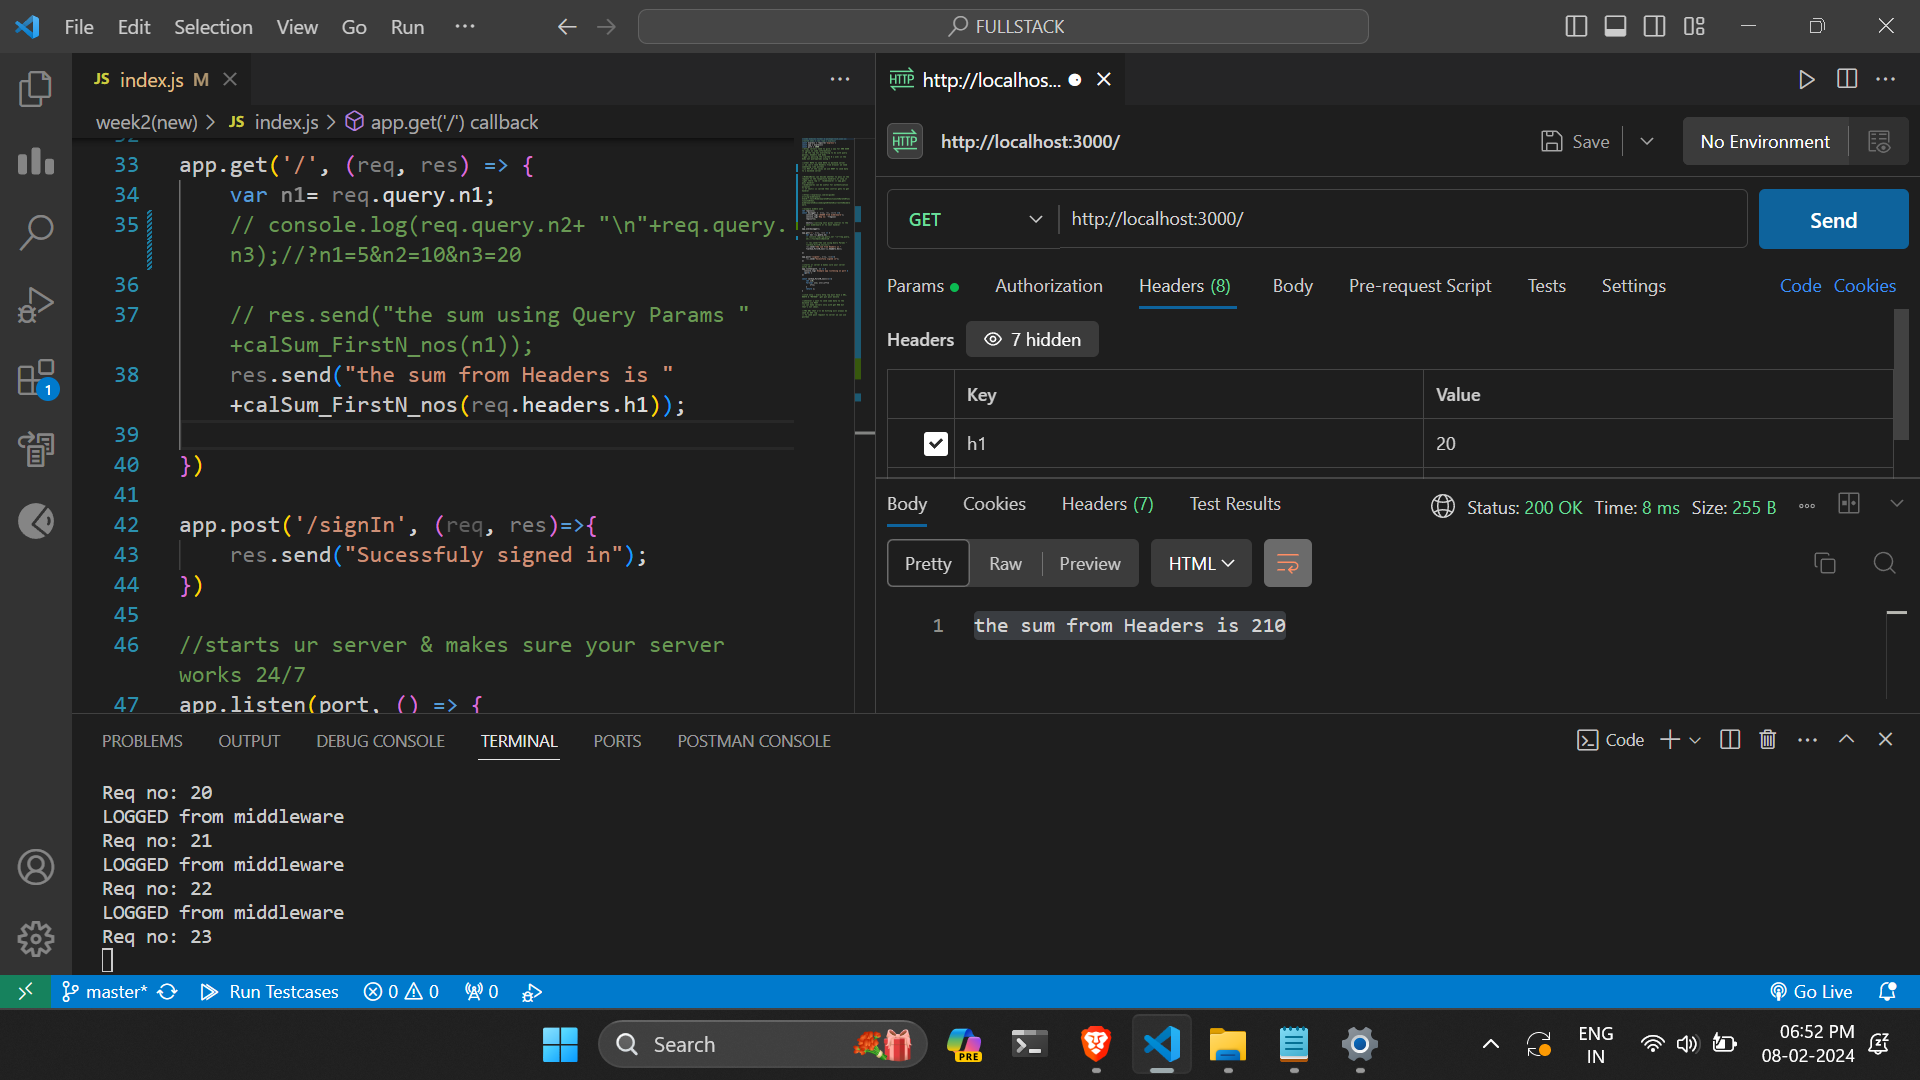 File Edit Selection View Go Run ··· FULLSTACK
JS index.js M
HTTP http://localhos...
week2(new) > JS index.js > app.get('/') callback
HTTP http://localhost:3000/ Save No Environment
33 app.get('/', (req, res) => {
34 var n1= req.query.n1;
35 // console.log(req.query.n2+ "\n"+req.query.
n3);//?n1=5&n2=10&n3=20
36
37 // res.send("the sum using Query Params "
+calSum_FirstN_nos(n1));
38 res.send("the sum from Headers is "
+calSum_FirstN_nos(req.headers.h1));
39
40 })
41
42 app.post('/signIn', (req, res)=>{
43 res.send("Sucessfuly signed in");
44 })
45
46 //starts ur server & makes sure your server
works 24/7
47 app.listen(port, () => {
GET http://localhost:3000/ Send
Params Authorization Headers (8) Body Pre-request Script Tests Settings Code Cookies
Headers 7 hidden
Key Value
h1 20
Body Cookies Headers (7) Test Results Status: 200 OK Time: 8 ms Size: 255 B
Pretty Raw Preview HTML
1 the sum from Headers is 210
PROBLEMS OUTPUT DEBUG CONSOLE TERMINAL PORTS POSTMAN CONSOLE Code
Req no: 20
LOGGED from middleware
Req no: 21
LOGGED from middleware
Req no: 22
LOGGED from middleware
Req no: 23
1
master* Run Testcases 0 0 0 Go Live
Search PRE ENG
IN
06:52 PM
08-02-2024